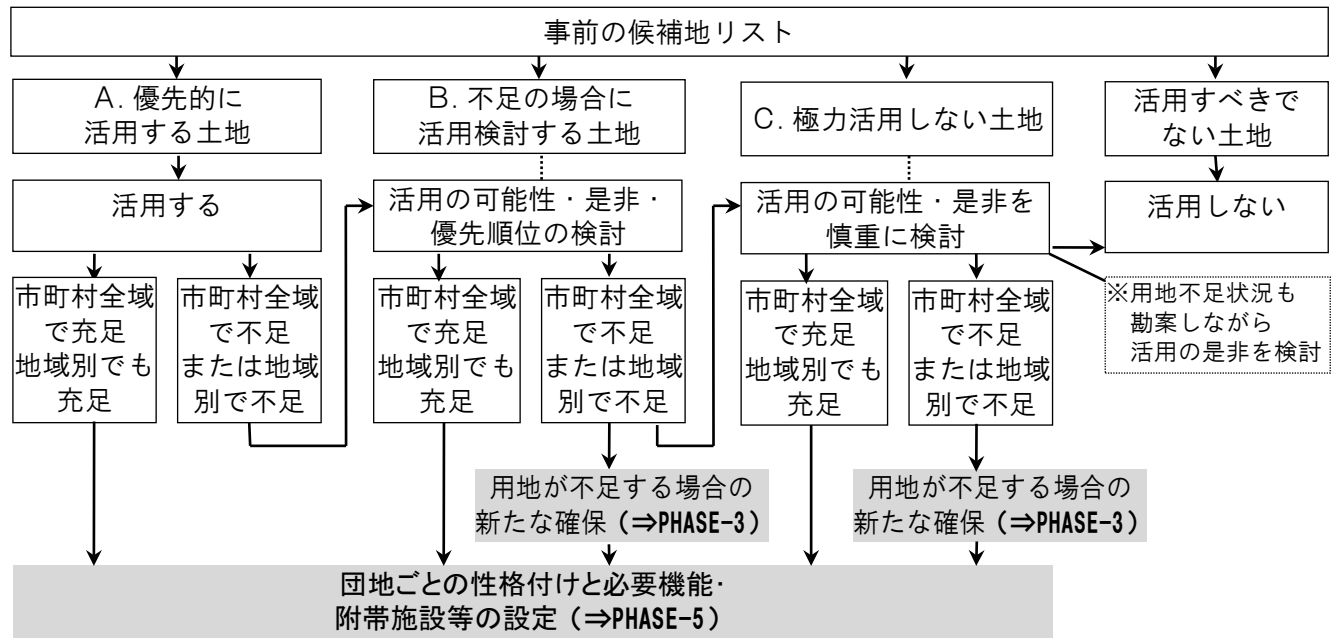 事前の候補地リスト
A. 優先的に
活用する土地
B. 不足の場合に
活用検討する土地
C. 極力活用しない土地
活用すべきで
ない土地
活用する
活用の可能性・是非・
優先順位の検討
活用の可能性・是非を
慎重に検討
活用しない
市町村全域
で充足
地域別でも
充足
市町村全域
で不足
または地域
別で不足
市町村全域
で充足
地域別でも
充足
市町村全域
で不足
または地域
別で不足
市町村全域
で充足
地域別でも
充足
市町村全域
で不足
または地域
別で不足
※用地不足状況も
勘案しながら
活用の是非を検討
用地が不足する場合の
新たな確保（⇒PHASE-3）
用地が不足する場合の
新たな確保（⇒PHASE-3）
団地ごとの性格付けと必要機能・
附帯施設等の設定（⇒PHASE-5）